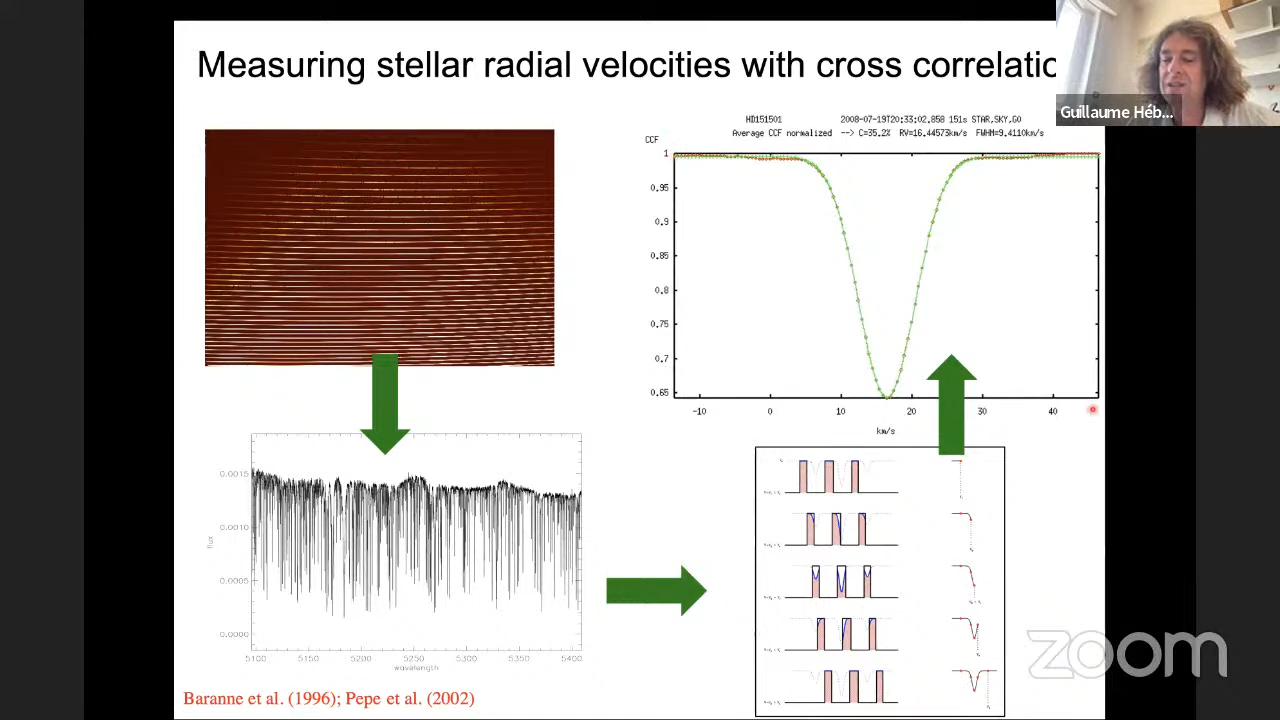 Measuring stellar radial velocities with cross correlatio
Guillaume Héb...
HD151501 2008-07-19T20:33:02.858 151s STAR,SKY,GO
Average CCF normalized --> C=35.2% RV=16.44573km/s FWHM=9.4110km/s
CCF
1
0.95
0.9
0.85
0.8
0.75
0.7
0.65
-10 0 10 20 30 40
km/s
0.0015
0.0010
0.0005
0.0000
flux
5100 5150 5200 5250 5300 5350 5400
wavelength
Baranne et al. (1996); Pepe et al. (2002)
zoom